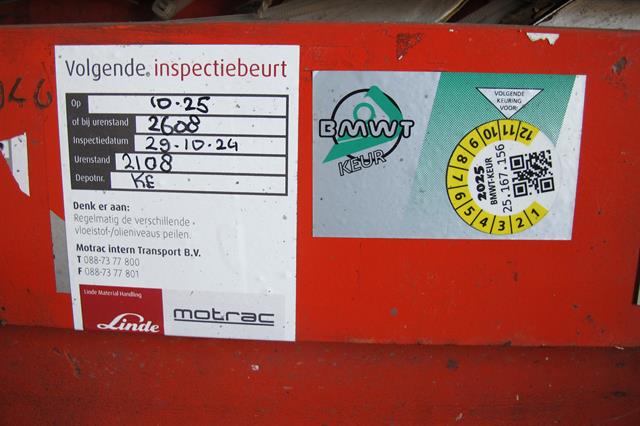 Volgende inspectiebeurt
Op 10-25
of bij urenstand 2608
Inspectiedatum 29-10-24
Urenstand 2108
Depotnr. KE
Denk er aan:
Regelmatig de verschillende
vloeistof-/olieniveaus peilen.
Motrac intern Transport B.V.
T 088-73 77 800
F 088-73 77 801
Linde Material Handling
Linde
motrac
BMWT
KEUR
VOLGENDE
KEURING
VOOR:
1 2 3 4 5 6 7 8 9 10 11 12
2025
BMWT-KEUR
25.167.156